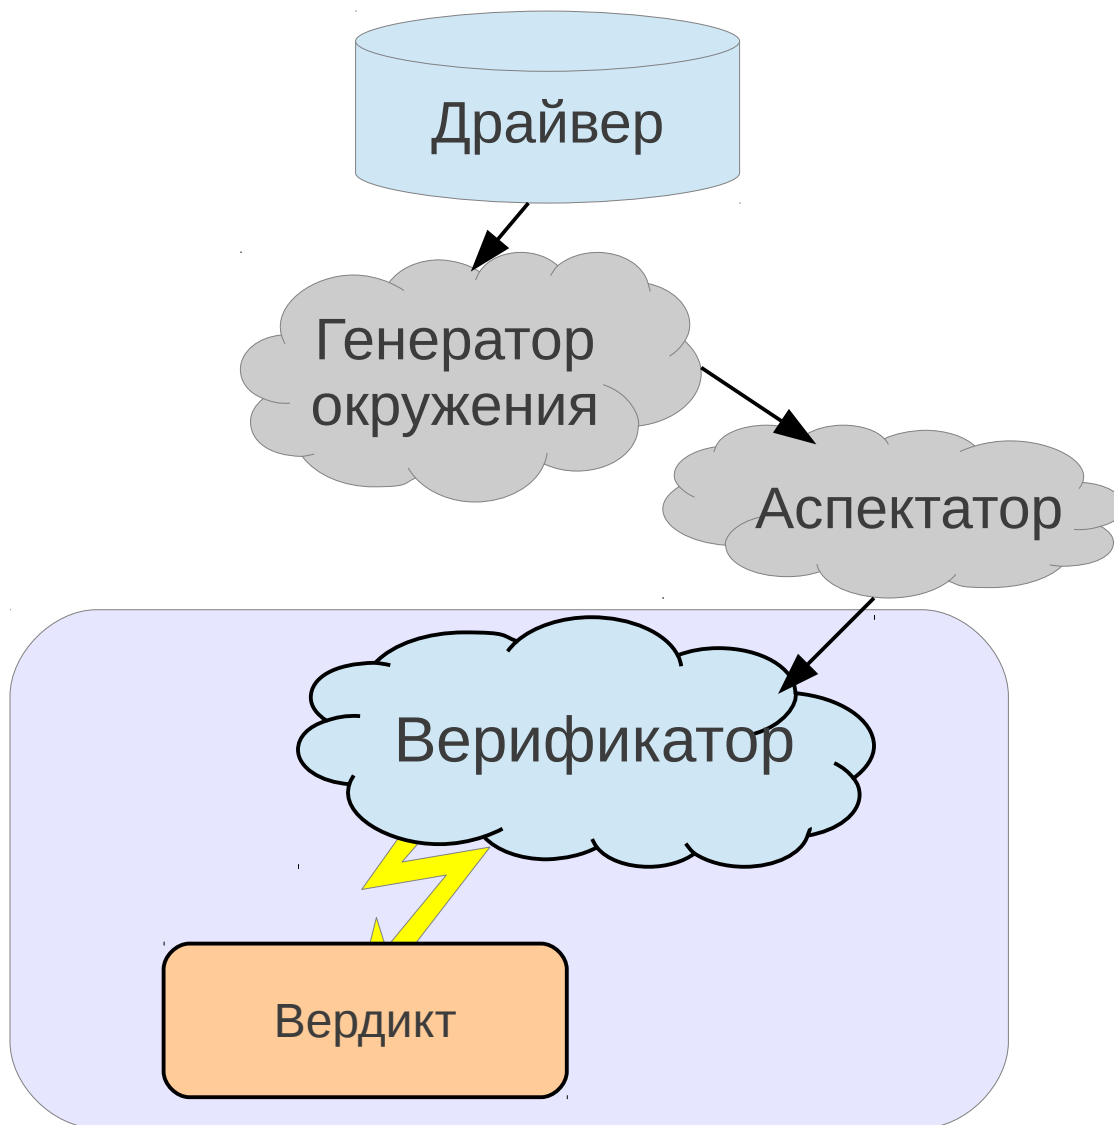 Драйвер
Генератор
окружения
Аспектатор
Верификатор
Вердикт